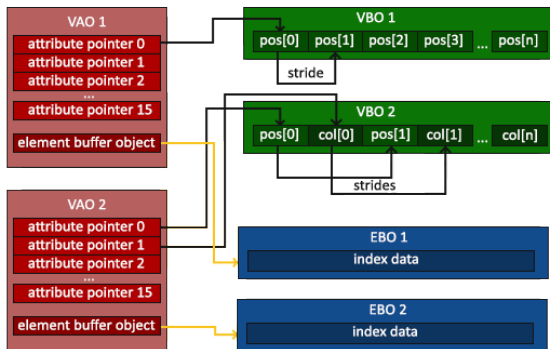 VAO 1
attribute pointer 0
attribute pointer 1
attribute pointer 2
...
attribute pointer 15
element buffer object
VBO 1
pos[0] pos[1] pos[2] pos[3] ... pos[n]
stride
VBO 2
pos[0] col[0] pos[1] col[1] ... col[n]
strides
VAO 2
attribute pointer 0
attribute pointer 1
attribute pointer 2
...
attribute pointer 15
element buffer object
EBO 1
index data
EBO 2
index data